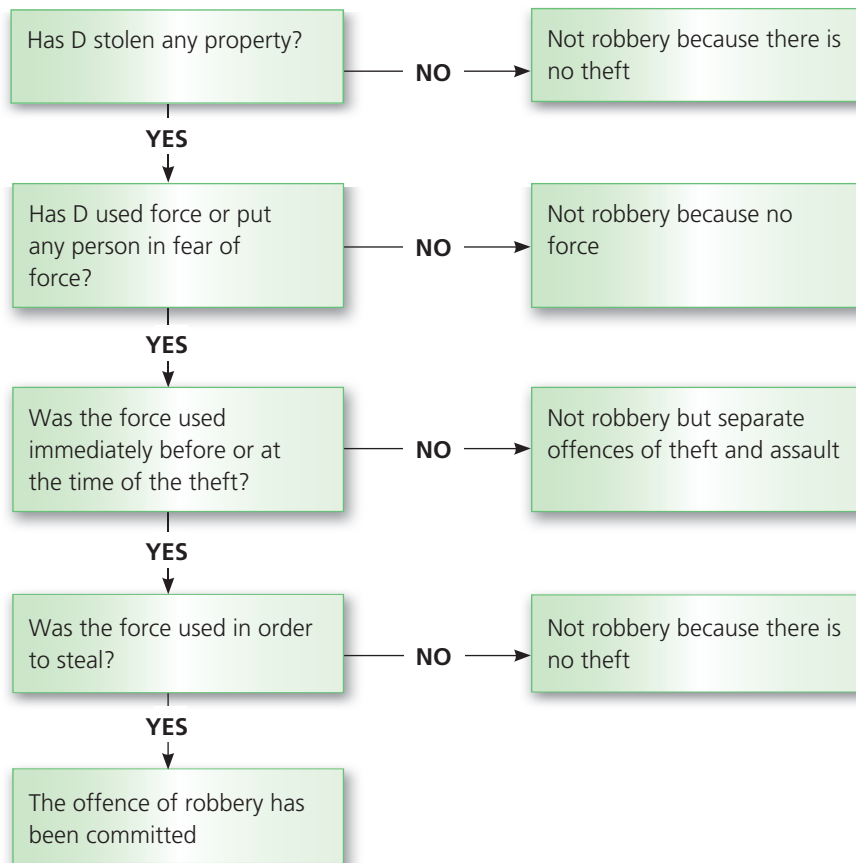 Has D stolen any property?
NO
Not robbery because there is
no theft
YES
Has D used force or put
any person in fear of
force?
NO
Not robbery because no
force
YES
Was the force used
immediately before or at
the time of the theft?
NO
Not robbery but separate
offences of theft and assault
YES
Was the force used in order
to steal?
NO
Not robbery because there is
no theft
YES
The offence of robbery has
been committed